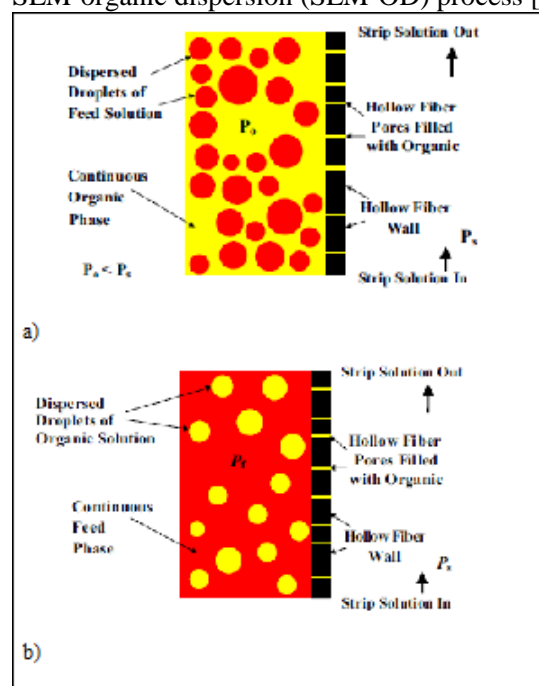 SLM-organic dispersion (SLM-OD) process [
Strip Solution Out
Dispersed
Droplets of
Feed Solution
Hollow Fiber
Pores Filled
with Organic
Po
Continuous
Organic
Phase
Hollow Fiber
Wall
Ps
Po < Ps
Strip Solution In
a)
Strip Solution Out
Dispersed
Droplets of
Organic Solution
Hollow Fiber
Pores Filled
with Organic
Pf
Continuous
Feed
Phase
Hollow Fiber
Wall
Ps
Strip Solution In
b)